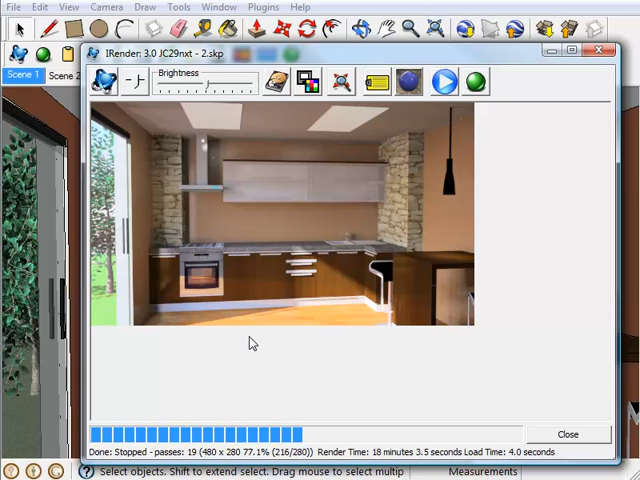 File Edit View Camera Draw Tools Window Plugins Help
IRender: 3.0 JC29nxt - 2.skp
Scene 1 Scene 2
Brightness
Close
Done: Stopped - passes: 19 (480 x 280 77.1% (216/280)) Render Time: 18 minutes 3.5 seconds Load Time: 4.0 seconds
Select objects. Shift to extend select. Drag mouse to select multip Measurements